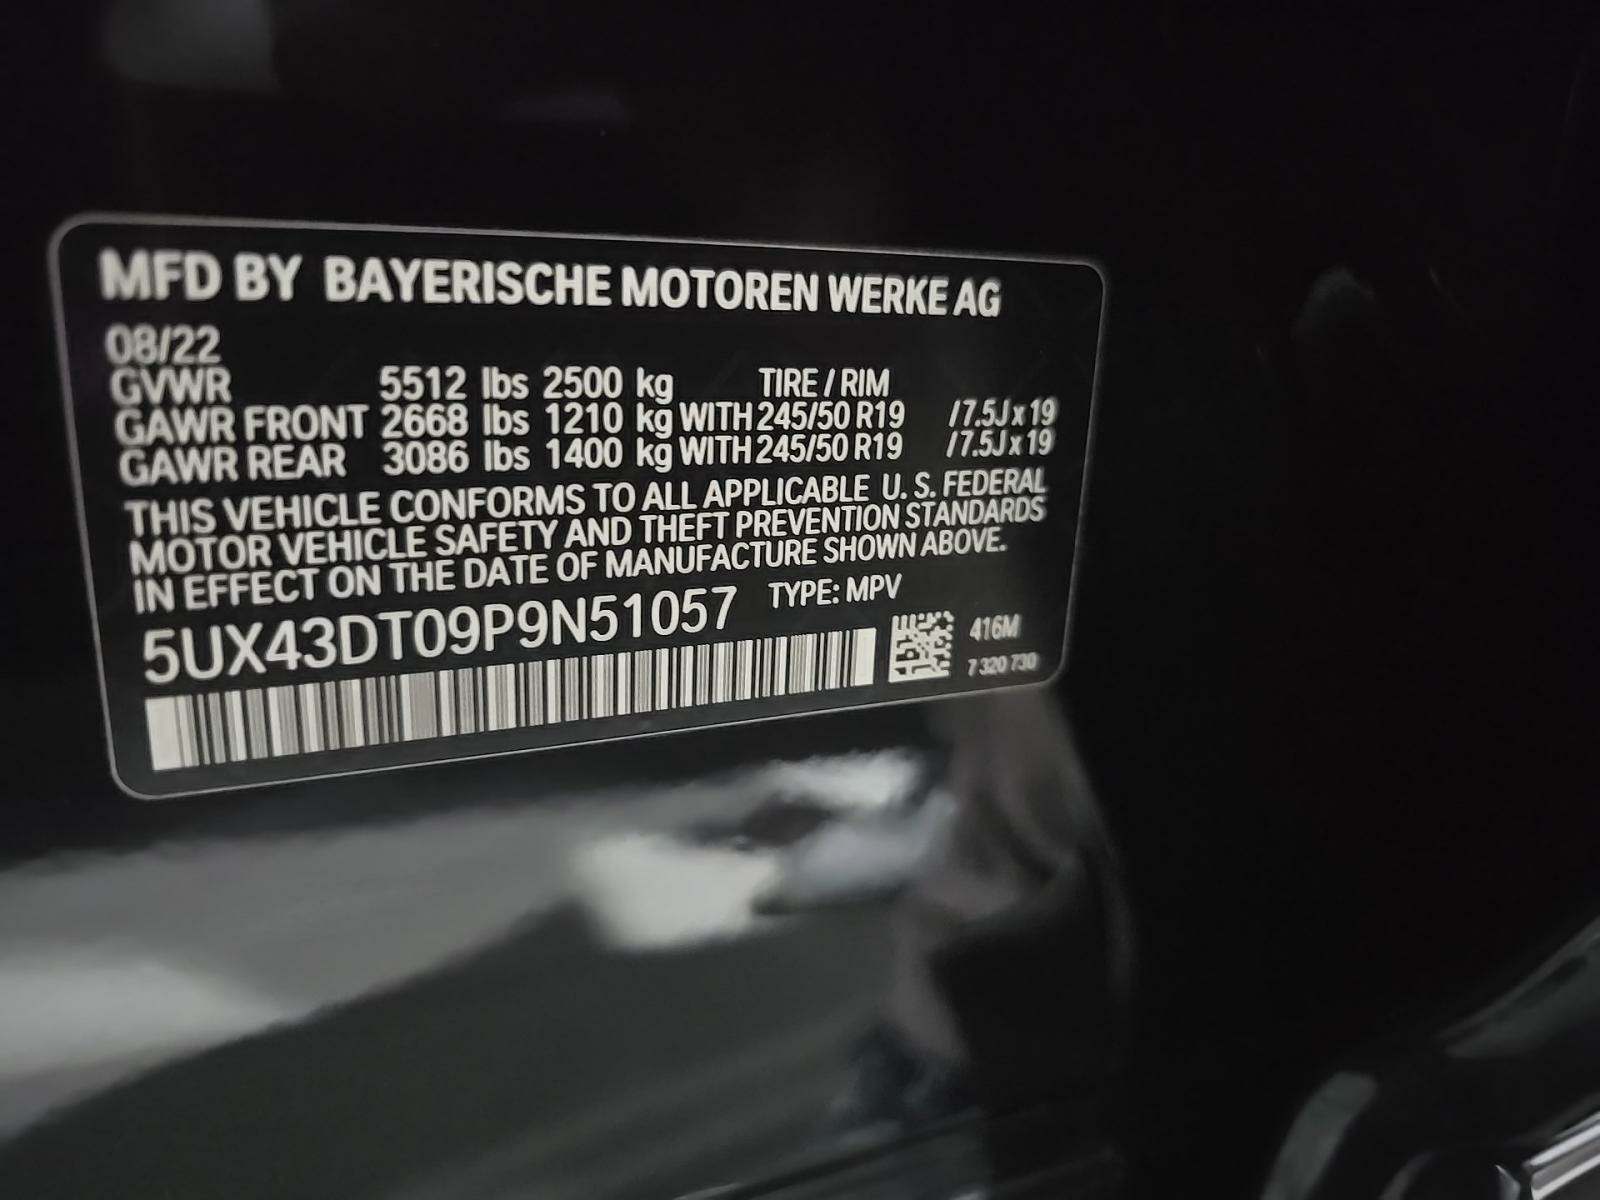 MFD BY BAYERISCHE MOTOREN WERKE AG
08/22
GVWR 5512 lbs 2500 kg TIRE / RIM
GAWR FRONT 2668 lbs 1210 kg WITH 245/50 R19 /7.5J x 19
GAWR REAR 3086 lbs 1400 kg WITH 245/50 R19 /7.5J x 19
THIS VEHICLE CONFORMS TO ALL APPLICABLE U. S. FEDERAL
MOTOR VEHICLE SAFETY AND THEFT PREVENTION STANDARDS
IN EFFECT ON THE DATE OF MANUFACTURE SHOWN ABOVE.
5UX43DT09P9N51057 TYPE: MPV
416M
7 320 730